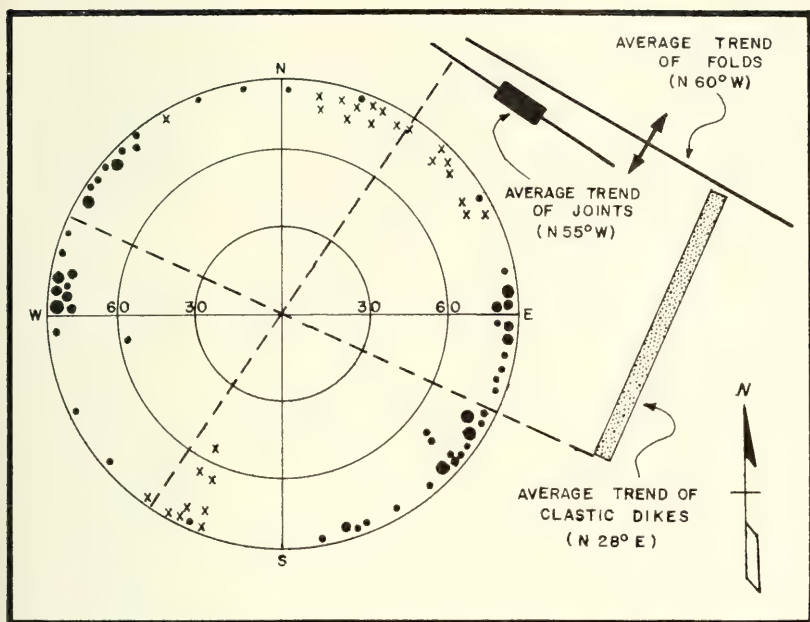 AVERAGE TREND
OF FOLDS
(N 60° W)
N
AVERAGE TREND
OF JOINTS
(N 55° W)
W
60
30
30
60
E
N
S
AVERAGE TREND OF
CLASTIC DIKES
(N 28° E)